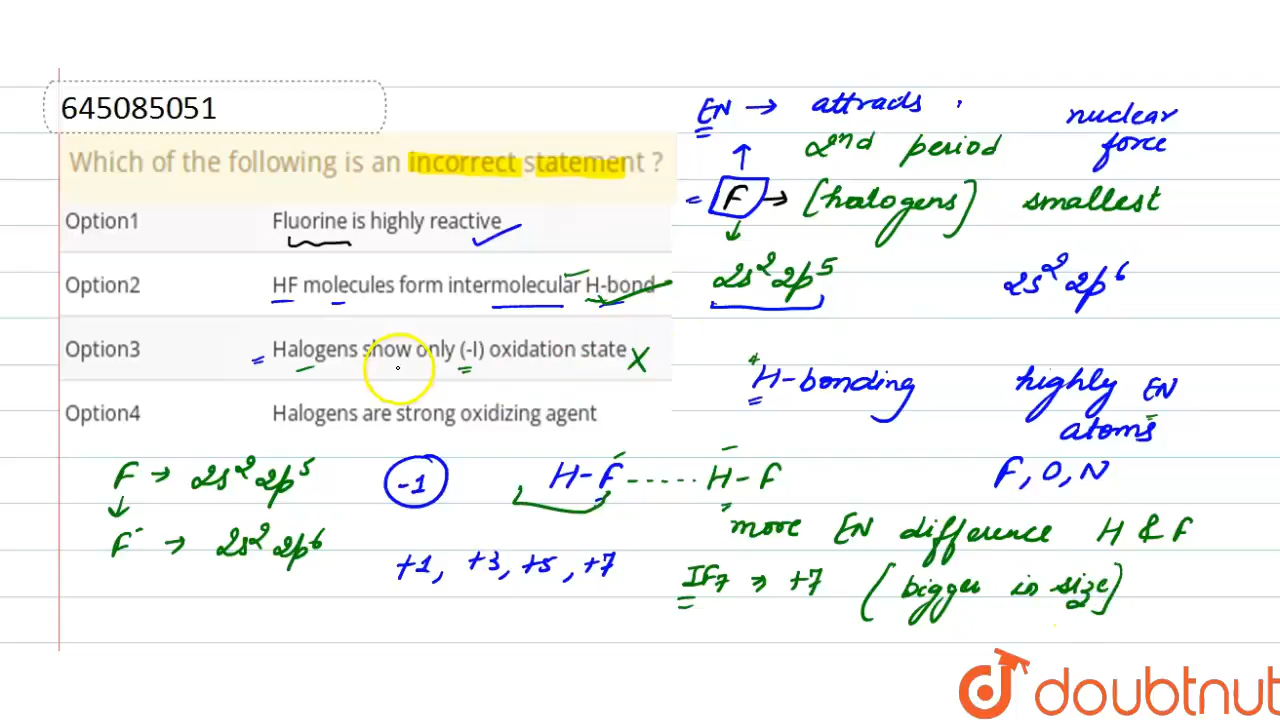 645085051
Which of the following is an incorrect statement ?
Option1 Fluorine is highly reactive
Option2 HF molecules form intermolecular H-bond
Option3 Halogens show only (-I) oxidation state
Option4 Halogens are strong oxidizing agent
EN → attracts
nuclear force
2nd period
F → [halogens] smallest
2s² 2p⁵
2s² 2p⁶
H-bonding
highly EN atoms
F, O, N
F → 2s² 2p⁵
-1
H-F ----- H-F
F⁻ → 2s² 2p⁶
more EN difference H & F
+1, +3, +5, +7
IF₇ ⇒ +7 (bigger in size)
doubtnut